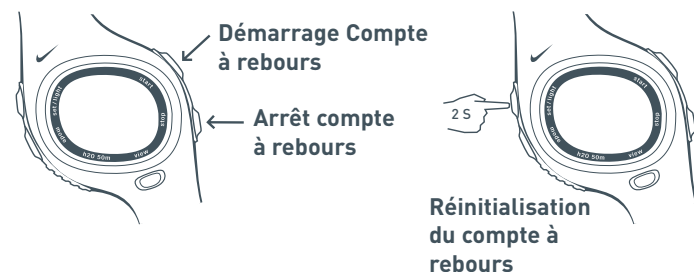 Démarrage Compte
à rebours
start
set / light
stop
Arrêt compte
à rebours
mode
h2O 50m
view
start
set / light
2 S
stop
mode
h2O 50m
view
Réinitialisation
du compte à
rebours